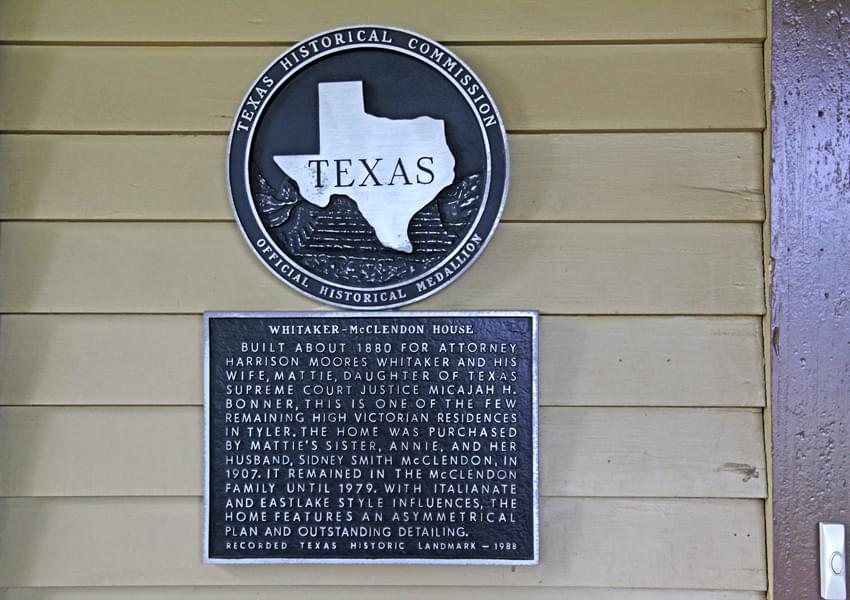 TEXAS HISTORICAL COMMISSION
TEXAS
OFFICIAL HISTORICAL MEDALLION
WHITAKER-McCLENDON HOUSE
BUILT ABOUT 1880 FOR ATTORNEY
HARRISON MOORES WHITAKER AND HIS
WIFE, MATTIE, DAUGHTER OF TEXAS
SUPREME COURT JUSTICE MICAJAH H.
BONNER, THIS IS ONE OF THE FEW
REMAINING HIGH VICTORIAN RESIDENCES
IN TYLER. THE HOME WAS PURCHASED
BY MATTIE'S SISTER, ANNIE, AND HER
HUSBAND, SIDNEY SMITH McCLENDON, IN
1907. IT REMAINED IN THE McCLENDON
FAMILY UNTIL 1979. WITH ITALIANATE
AND EASTLAKE STYLE INFLUENCES, THE
HOME FEATURES AN ASYMMETRICAL
PLAN AND OUTSTANDING DETAILING.
RECORDED TEXAS HISTORIC LANDMARK - 1988